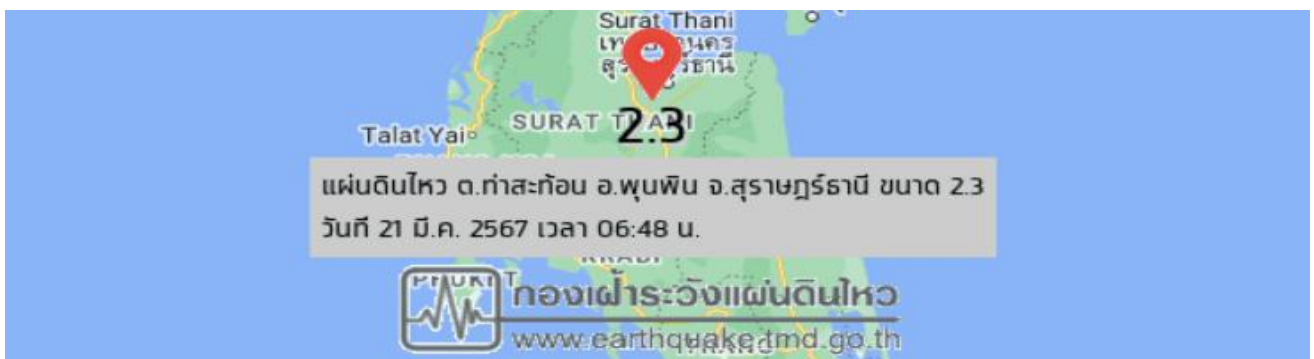 Surat Thani
2.3
Talat Yai
SURAT
แผ่นดินไหว ต.ท่าสะท้อน อ.พุนพิน จ.สุราษฎร์ธานี ขนาด 2.3
วันที่ 21 มี.ค. 2567 เวลา 06:48 น.
กองเฝ้าระวังแผ่นดินไหว
www.earthquake.tmd.go.th